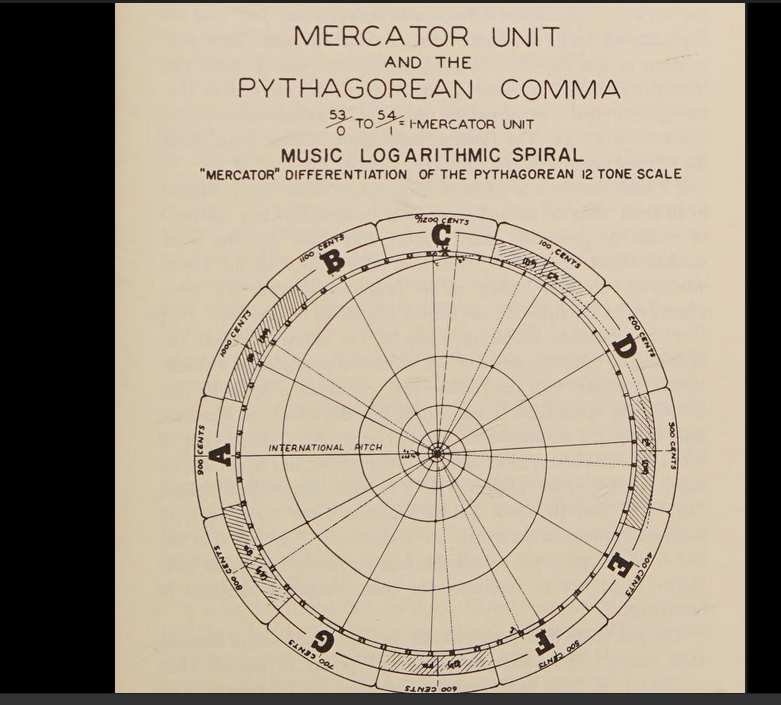 MERCATOR UNIT
AND THE
PYTHAGOREAN COMMA
53/0 TO 54/1 = 1-MERCATOR UNIT
MUSIC LOGARITHMIC SPIRAL
"MERCATOR" DIFFERENTIATION OF THE PYTHAGOREAN 12 TONE SCALE
0/1200 CENTS
C
100 CENTS
200 CENTS
D
300 CENTS
400 CENTS
E
500 CENTS
F
600 CENTS
700 CENTS
G
800 CENTS
900 CENTS
A
INTERNATIONAL PITCH
1000 CENTS
1100 CENTS
B